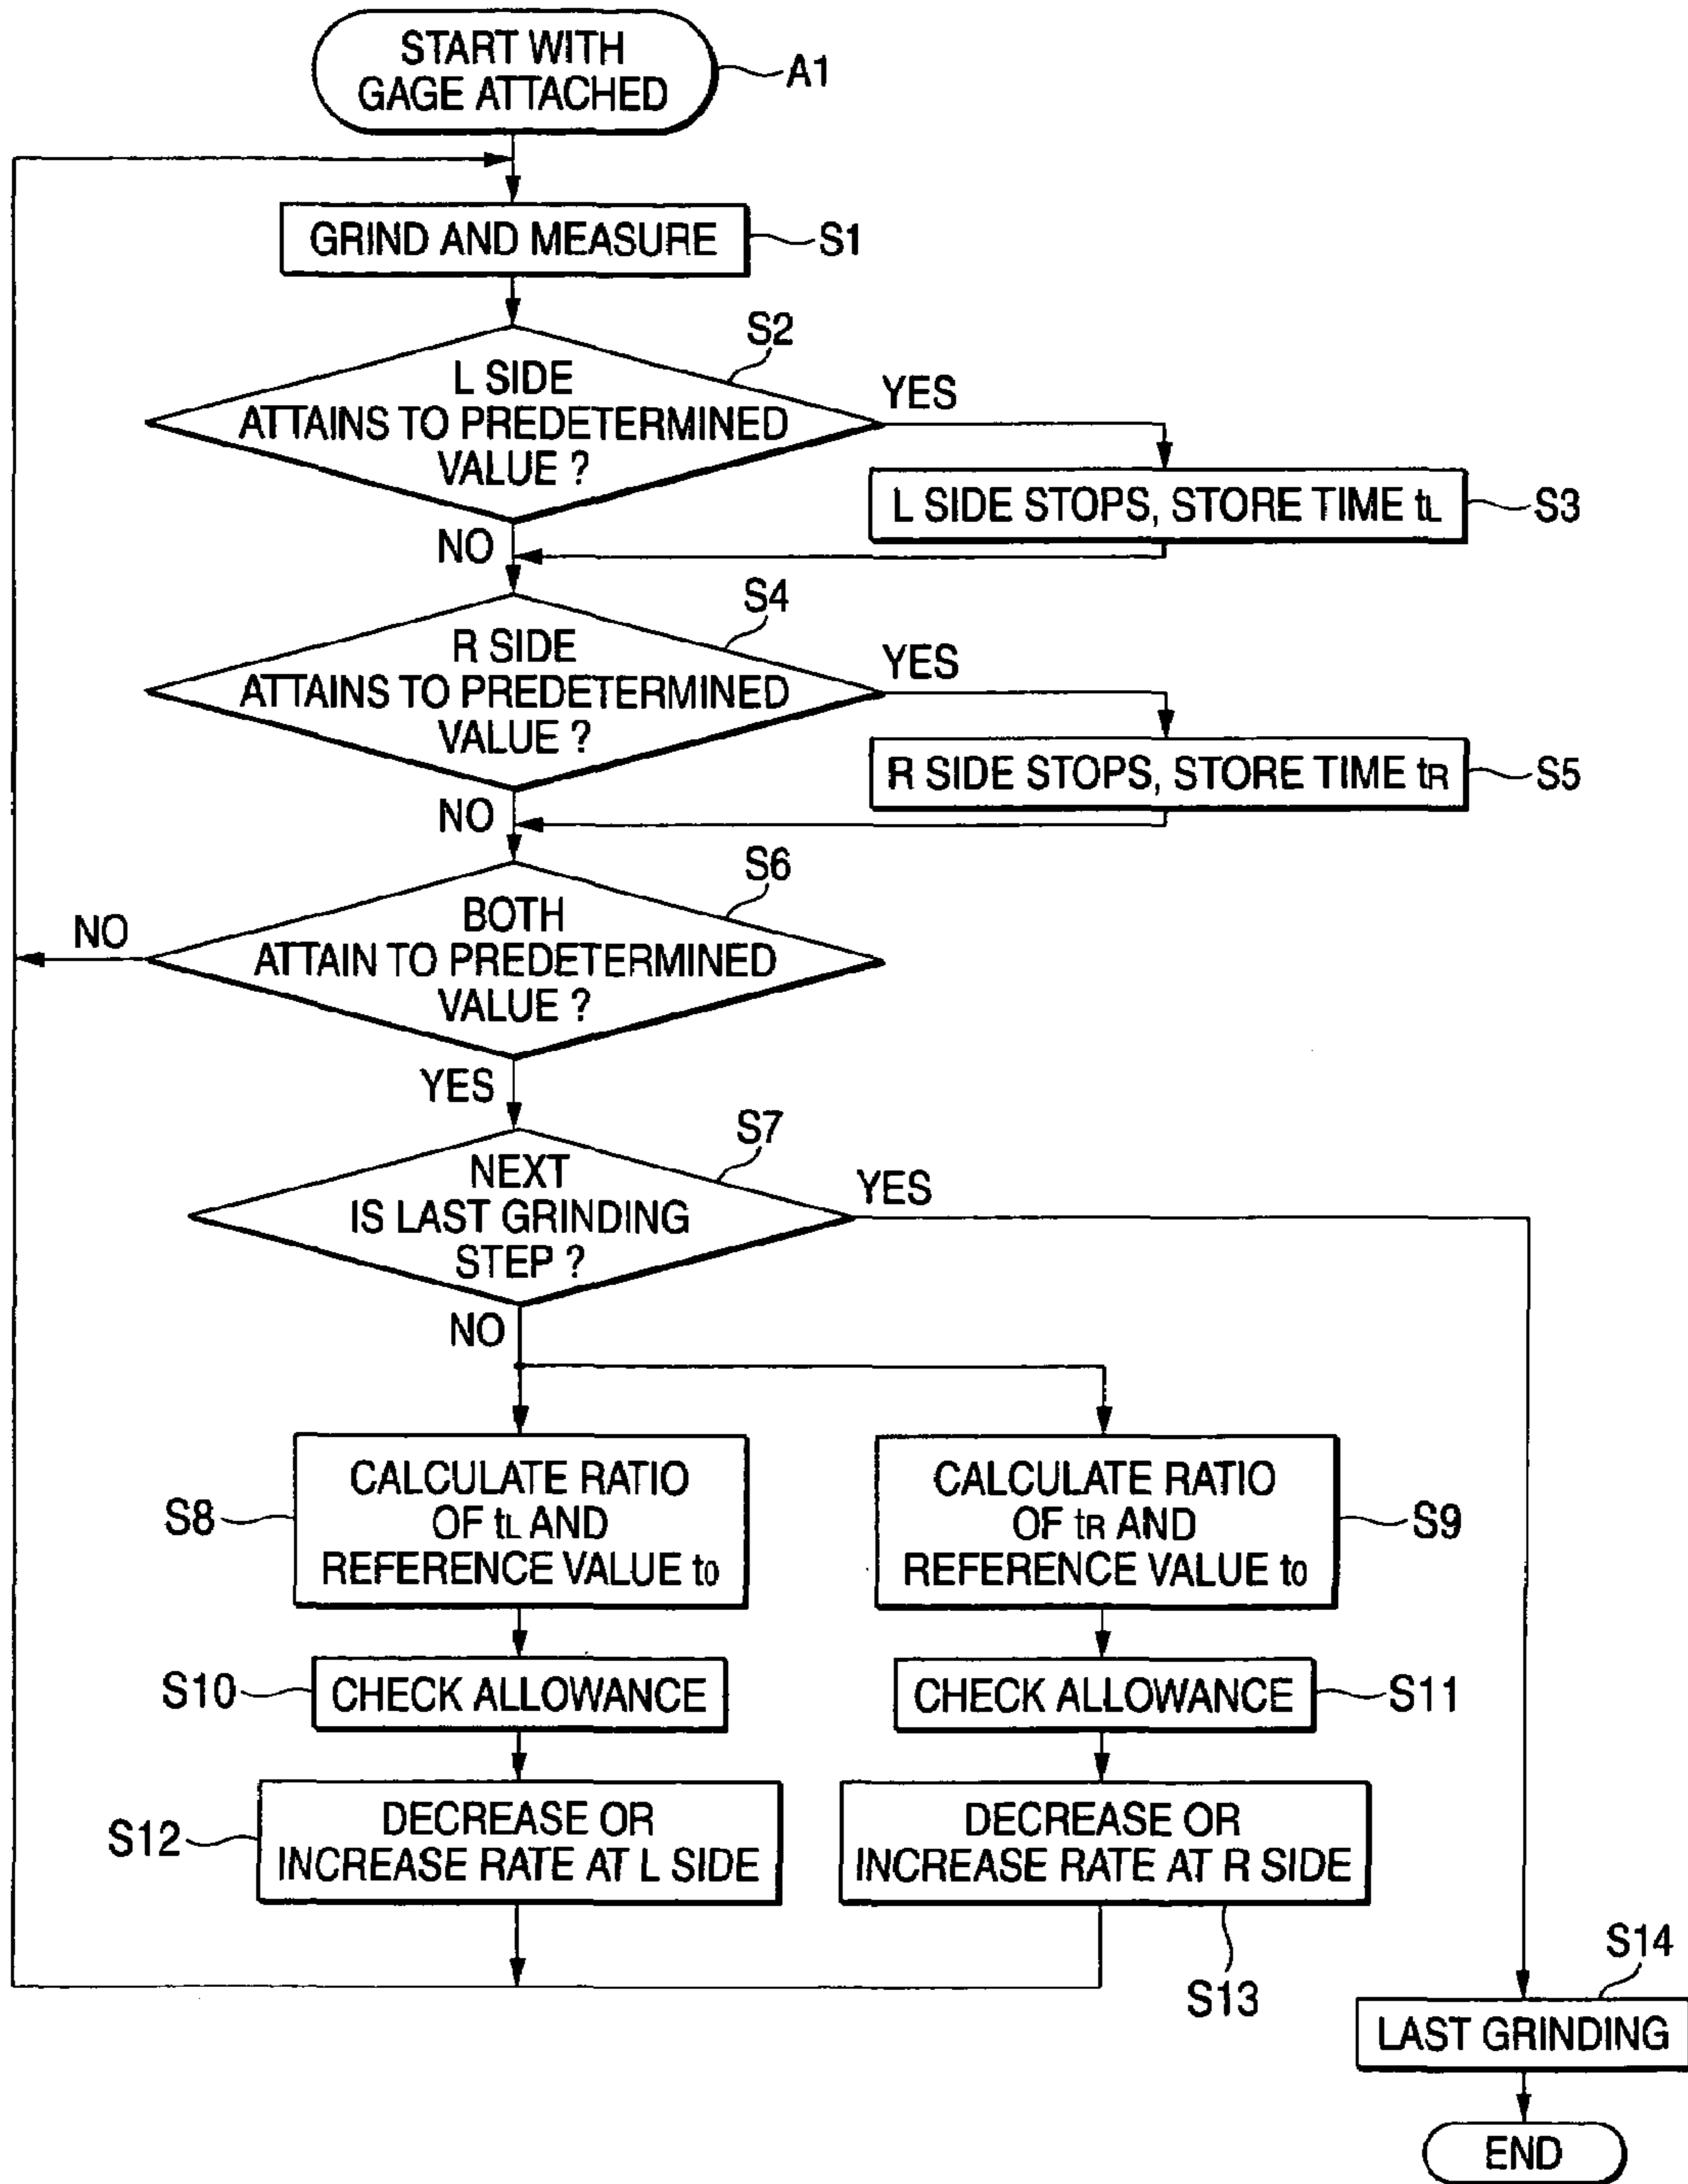 START WITH
GAGE ATTACHED
A1
GRIND AND MEASURE
S1
S2
L SIDE
ATTAINS TO PREDETERMINED
VALUE ?
YES
L SIDE STOPS, STORE TIME tL
S3
NO
S4
R SIDE
ATTAINS TO PREDETERMINED
VALUE ?
YES
R SIDE STOPS, STORE TIME tR
S5
NO
S6
BOTH
ATTAIN TO PREDETERMINED
VALUE ?
NO
YES
S7
NEXT
IS LAST GRINDING
STEP ?
YES
NO
S8
CALCULATE RATIO
OF tL AND
REFERENCE VALUE t0
CALCULATE RATIO
OF tR AND
REFERENCE VALUE t0
S9
S10
CHECK ALLOWANCE
CHECK ALLOWANCE
S11
S12
DECREASE OR
INCREASE RATE AT L SIDE
DECREASE OR
INCREASE RATE AT R SIDE
S13
S14
LAST GRINDING
END